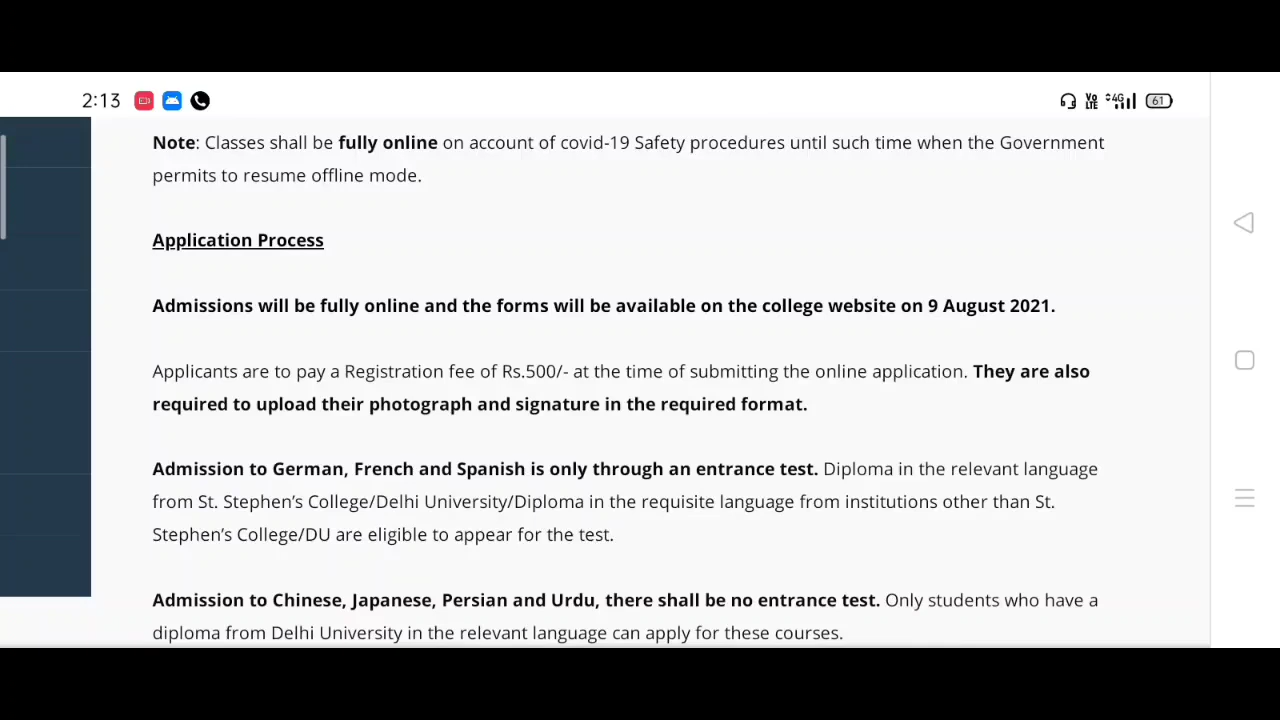 2:13
Vo LTE 4G 61
Note: Classes shall be fully online on account of covid-19 Safety procedures until such time when the Government
permits to resume offline mode.
Application Process
Admissions will be fully online and the forms will be available on the college website on 9 August 2021.
Applicants are to pay a Registration fee of Rs.500/- at the time of submitting the online application. They are also
required to upload their photograph and signature in the required format.
Admission to German, French and Spanish is only through an entrance test. Diploma in the relevant language
from St. Stephen’s College/Delhi University/Diploma in the requisite language from institutions other than St.
Stephen’s College/DU are eligible to appear for the test.
Admission to Chinese, Japanese, Persian and Urdu, there shall be no entrance test. Only students who have a
diploma from Delhi University in the relevant language can apply for these courses.